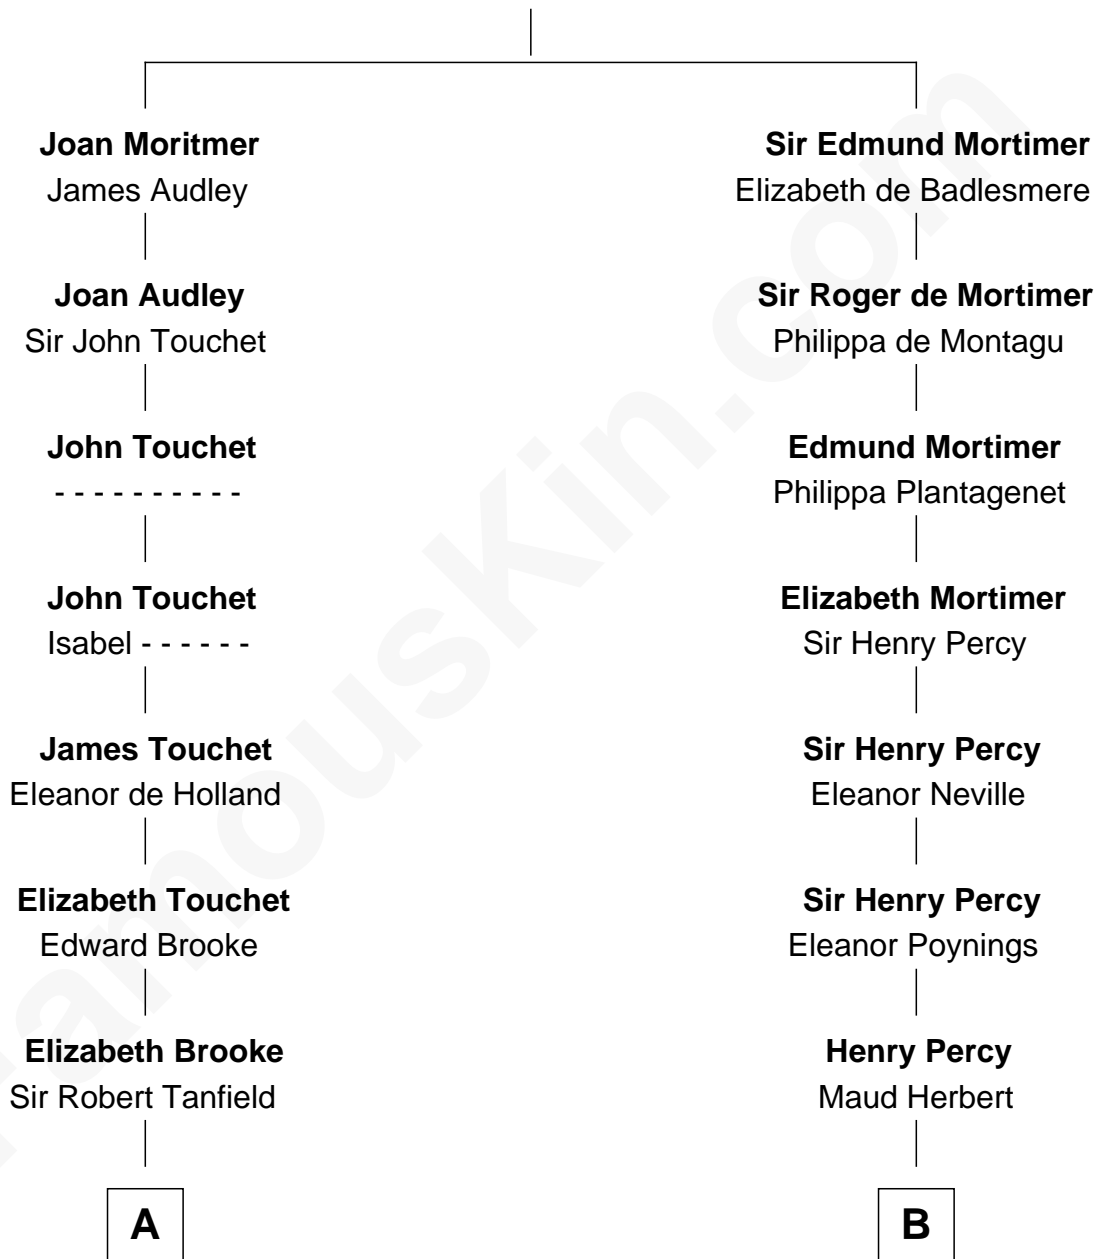 Joan Moritmer
James Audley
Joan Audley
Sir John Touchet
John Touchet
- - - - - - - - - -
John Touchet
Isabel - - - - - -
James Touchet
Eleanor de Holland
Elizabeth Touchet
Edward Brooke
Elizabeth Brooke
Sir Robert Tanfield
A
Sir Edmund Mortimer
Elizabeth de Badlesmere
Sir Roger de Mortimer
Philippa de Montagu
Edmund Mortimer
Philippa Plantagenet
Elizabeth Mortimer
Sir Henry Percy
Sir Henry Percy
Eleanor Neville
Sir Henry Percy
Eleanor Poynings
Henry Percy
Maud Herbert
B
FamousKin.com